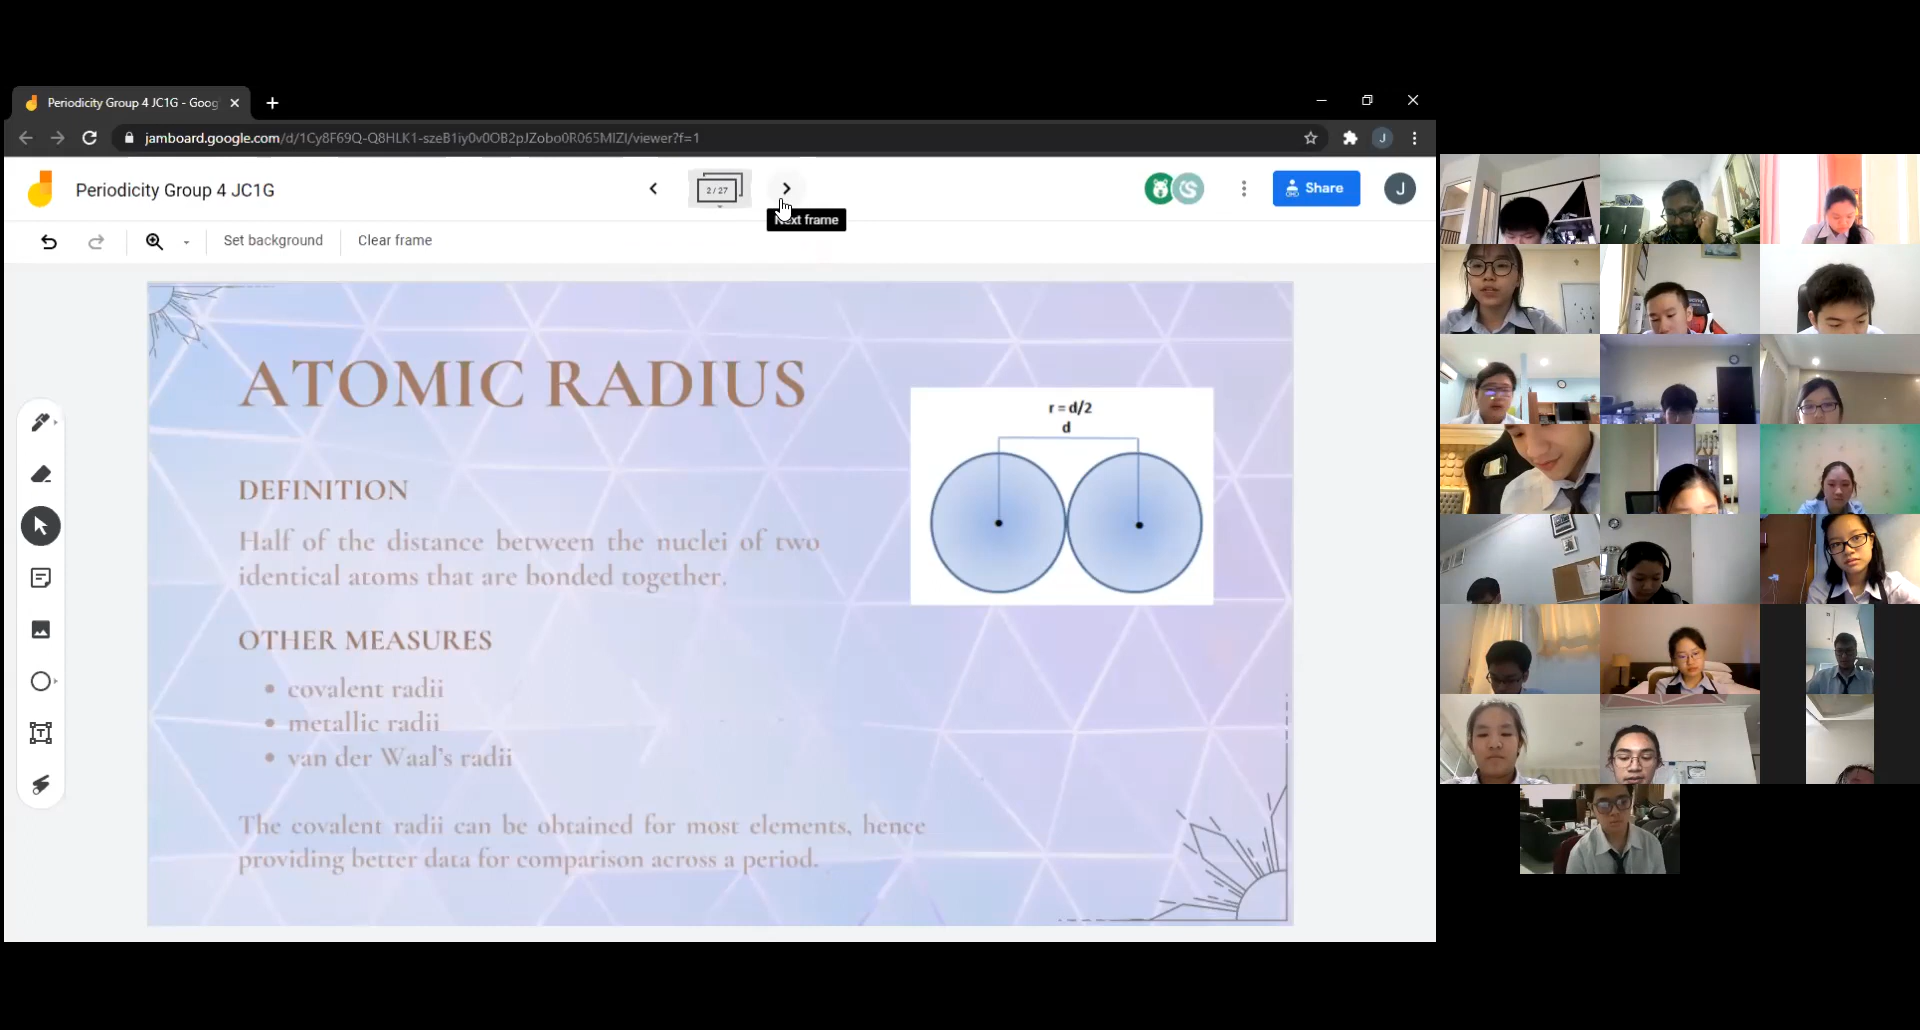 Periodicity Group 4 JC1G - Goog
jamboard.google.com/d/1Cy8F69Q-Q8HLK1-szeB1iy0v0OB2pJZobo0R065MIZI/viewer?f=1
J
Periodicity Group 4 JC1G
2 / 27
Share
J
Next frame
Set background
Clear frame
ATOMIC RADIUS
DEFINITION
Half of the distance between the nuclei of two
identical atoms that are bonded together.
OTHER MEASURES
• covalent radii
• metallic radii
• van der Waal's radii
The covalent radii can be obtained for most elements, hence
providing better data for comparison across a period.
r = d/2
d